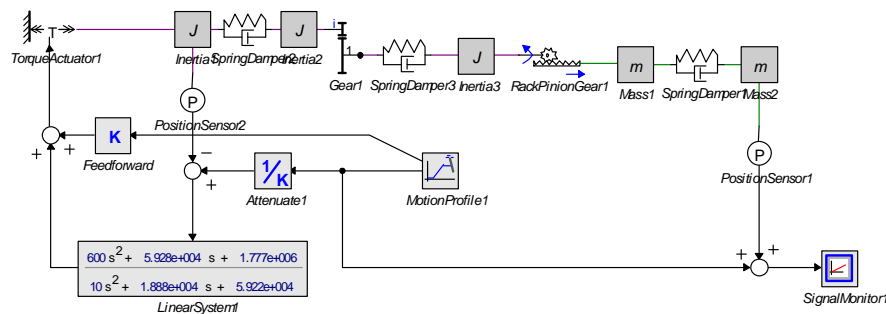 T
J
J
i
1
J
m
m
TorqueActuator1
Inertia1
SpringDamper2
Inertia2
Gear1
SpringDamper3
Inertia3
RackPinionGear1
Mass1
SpringDamper1
Mass2
P
PositionSensor2
P
PositionSensor1
K
Feedforward
+
+
−
+
1/K
Attenuate1
MotionProfile1
600 s2 + 5.928e+004 s + 1.777e+006
10 s2 + 1.888e+004 s + 5.922e+004
LinearSystem1
+
+
SignalMonitor1